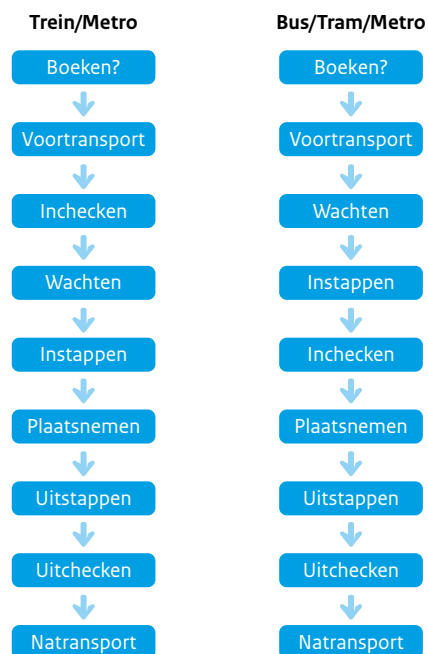 Trein/Metro
Boeken?
Voortransport
Inchecken
Wachten
Instappen
Plaatsnemen
Uitstappen
Uitchecken
Natransport
Bus/Tram/Metro
Boeken?
Voortransport
Wachten
Instappen
Inchecken
Plaatsnemen
Uitstappen
Uitchecken
Natransport